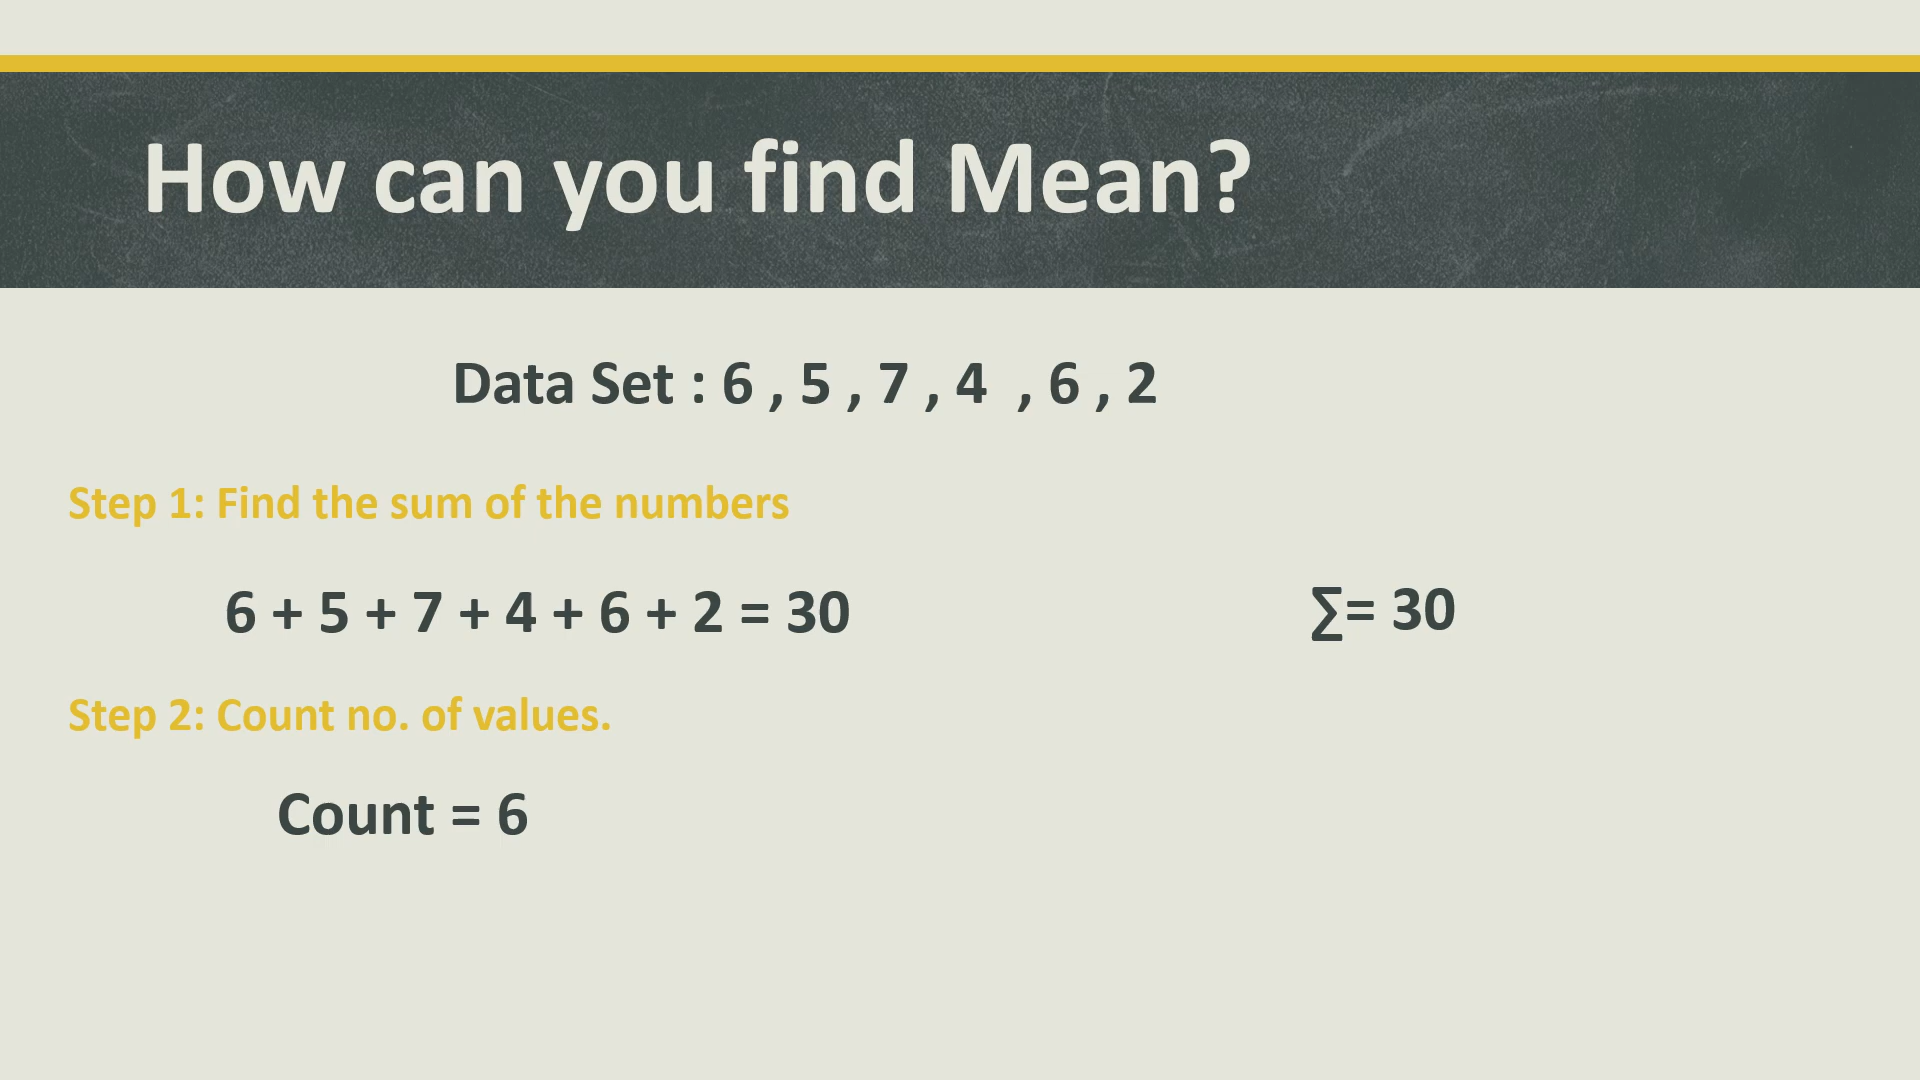 How can you find Mean?
Data Set : 6 , 5 , 7 , 4  , 6 , 2
Step 1: Find the sum of the numbers
6 + 5 + 7 + 4 + 6 + 2 = 30
∑= 30
Step 2: Count no. of values.
Count = 6